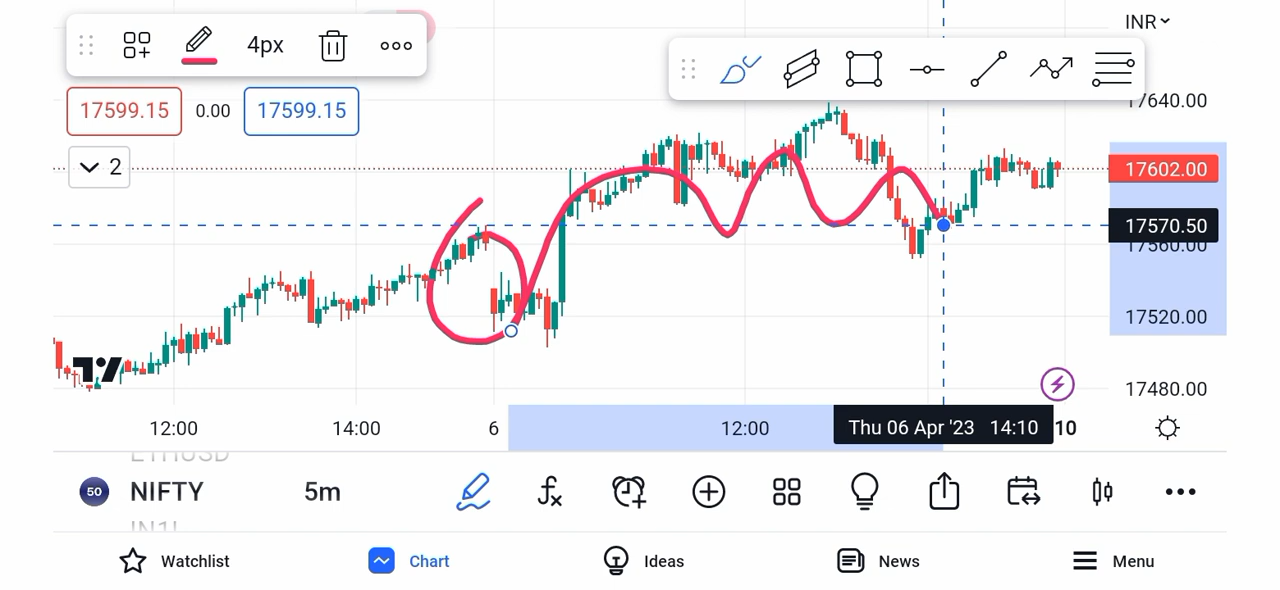 INR
4px
17599.15 0.00 17599.15
17640.00
2
17602.00
17570.50
17560.00
17520.00
17480.00
12:00 14:00 6 12:00 Thu 06 Apr '23 14:10 10
ETHUSD
50 NIFTY 5m
Watchlist Chart Ideas News Menu